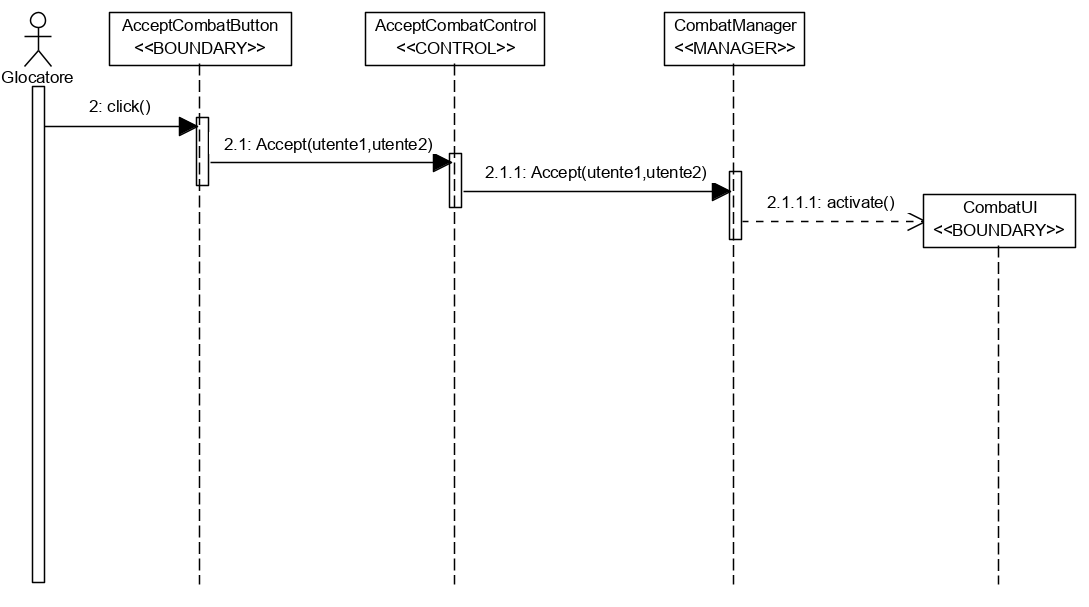 AcceptCombatButton
<<BOUNDARY>>
AcceptCombatControl
<<CONTROL>>
CombatManager
<<MANAGER>>
GIocatore
2: click()
2.1: Accept(utente1,utente2)
2.1.1: Accept(utente1,utente2)
2.1.1.1: activate()
CombatUI
<<BOUNDARY>>